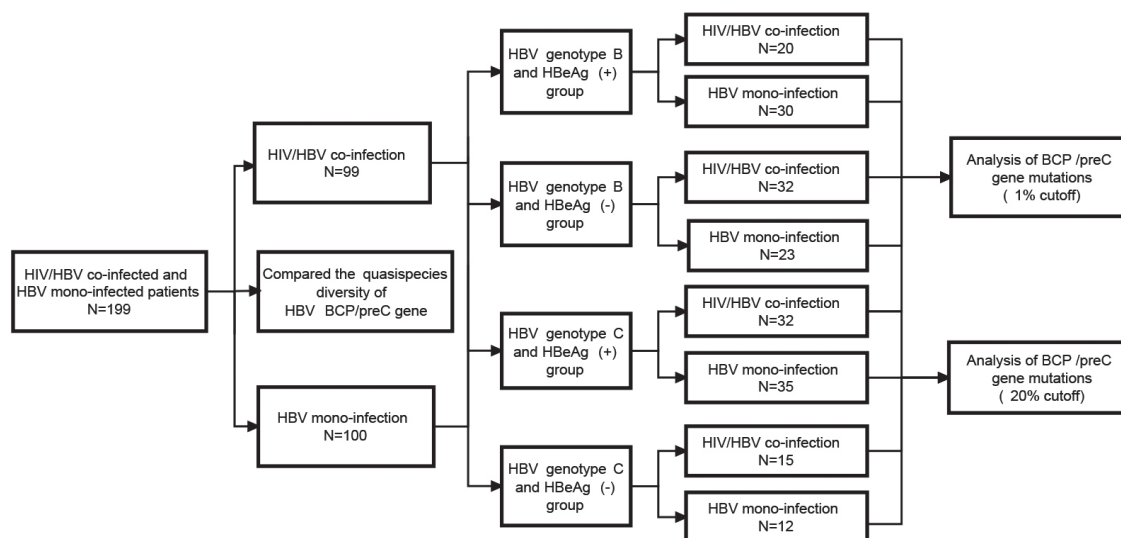 HIV/HBV co-infected and
HBV mono-infected patients
N=199
HIV/HBV co-infection
N=99
Compared the quasispecies
diversity of
HBV BCP/preC gene
HBV mono-infection
N=100
HBV genotype B
and HBeAg (+)
group
HBV genotype B
and HBeAg (-)
group
HBV genotype C
and HBeAg (+)
group
HBV genotype C
and HBeAg (-)
group
HIV/HBV co-infection
N=20
HBV mono-infection
N=30
HIV/HBV co-infection
N=32
HBV mono-infection
N=23
HIV/HBV co-infection
N=32
HBV mono-infection
N=35
HIV/HBV co-infection
N=15
HBV mono-infection
N=12
Analysis of BCP /preC
gene mutations
( 1% cutoff)
Analysis of BCP /preC
gene mutations
( 20% cutoff)